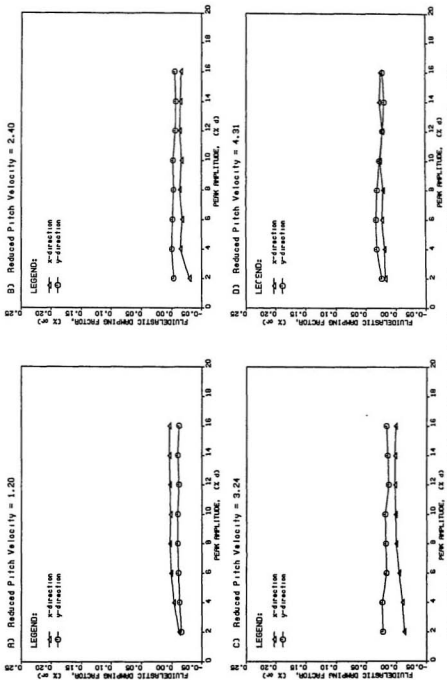 A) Reduced Pitch Velocity = 1.20
LEGEND:
x-direction
y-direction
FLUIDELASTIC DAMPING FACTOR, (% cr)
0.25
0.20
0.15
0.10
0.05
0.00
-0.05
0 2 4 6 8 10 12 14 16 18 20
PEAK AMPLITUDE, (% d)
B) Reduced Pitch Velocity = 2.40
LEGEND:
x-direction
y-direction
FLUIDELASTIC DAMPING FACTOR, (% cr)
0.25
0.20
0.15
0.10
0.05
0.00
-0.05
0 2 4 6 8 10 12 14 16 18 20
PEAK AMPLITUDE, (% d)
C) Reduced Pitch Velocity = 3.24
LEGEND:
x-direction
y-direction
FLUIDELASTIC DAMPING FACTOR, (% cr)
0.25
0.20
0.15
0.10
0.05
0.00
-0.05
0 2 4 6 8 10 12 14 16 18 20
PEAK AMPLITUDE, (% d)
D) Reduced Pitch Velocity = 4.31
LEGEND:
x-direction
y-direction
FLUIDELASTIC DAMPING FACTOR, (% cr)
0.25
0.20
0.15
0.10
0.05
0.00
-0.05
0 2 4 6 8 10 12 14 16 18 20
PEAK AMPLITUDE, (% d)